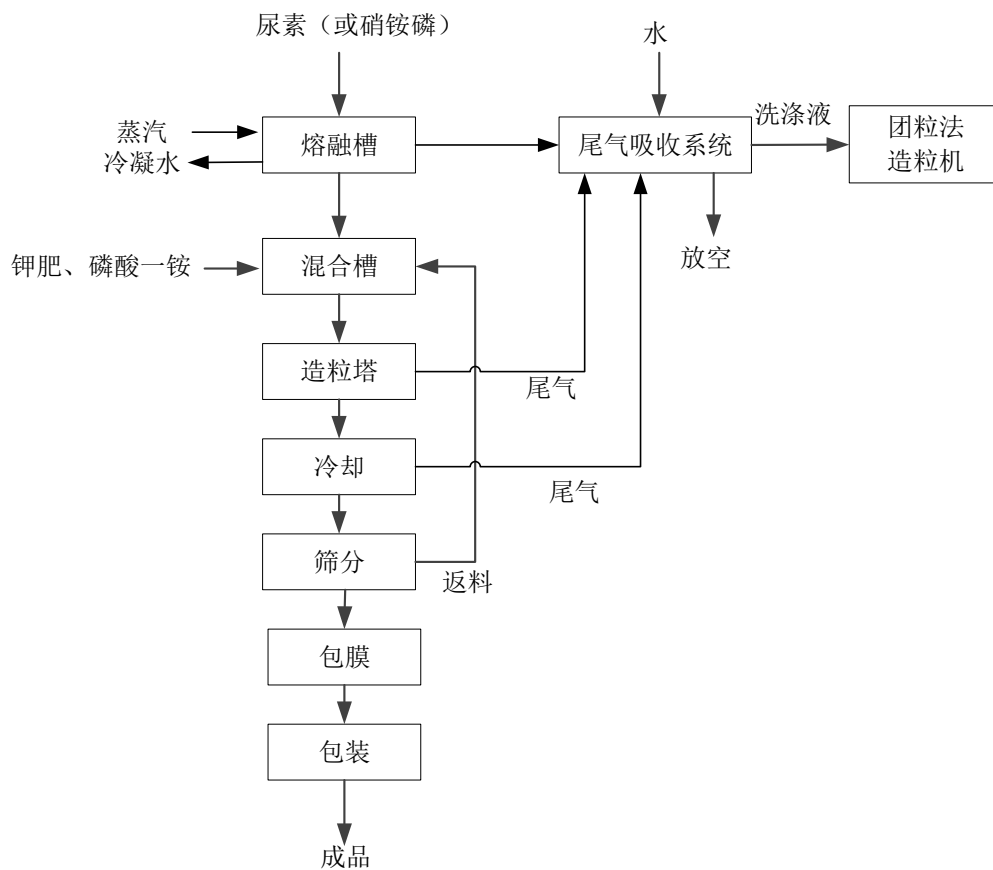 尿素（或硝铵磷）
水
蒸汽
冷凝水
熔融槽
尾气吸收系统
洗涤液
团粒法
造粒机
钾肥、磷酸一铵
混合槽
放空
造粒塔
尾气
冷却
尾气
筛分
返料
包膜
包装
成品